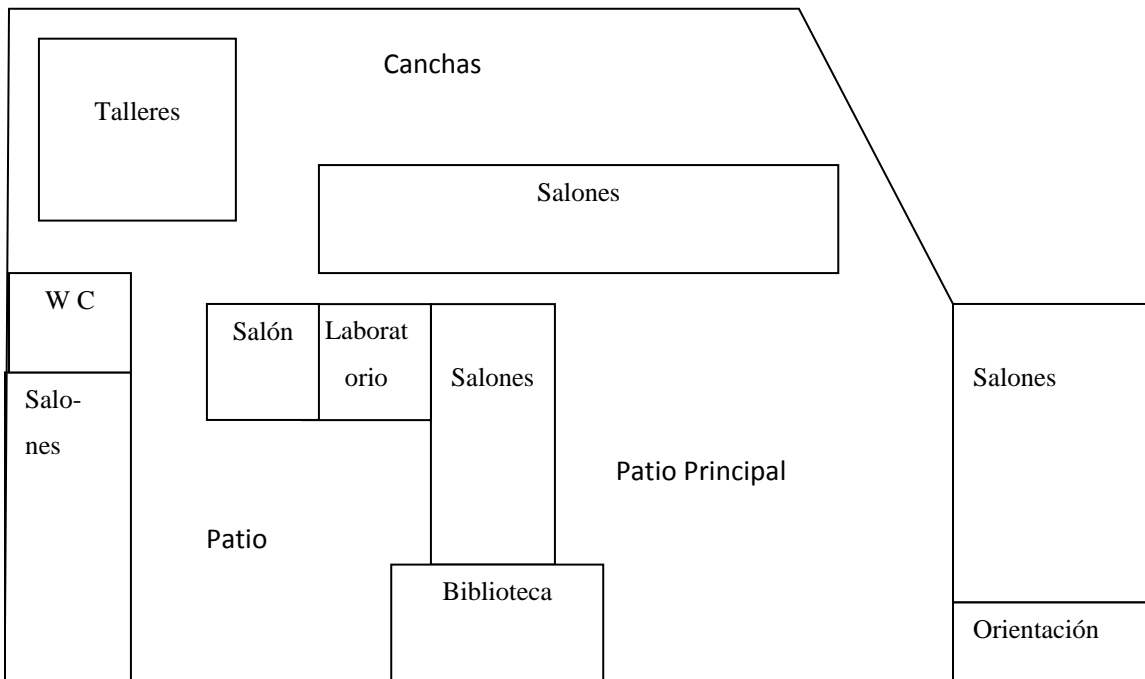 Canchas
Talleres
Salones
W C
Salón
Laborat
orio
Salones
Salones
Salo-
nes
Patio Principal
Patio
Biblioteca
Orientación